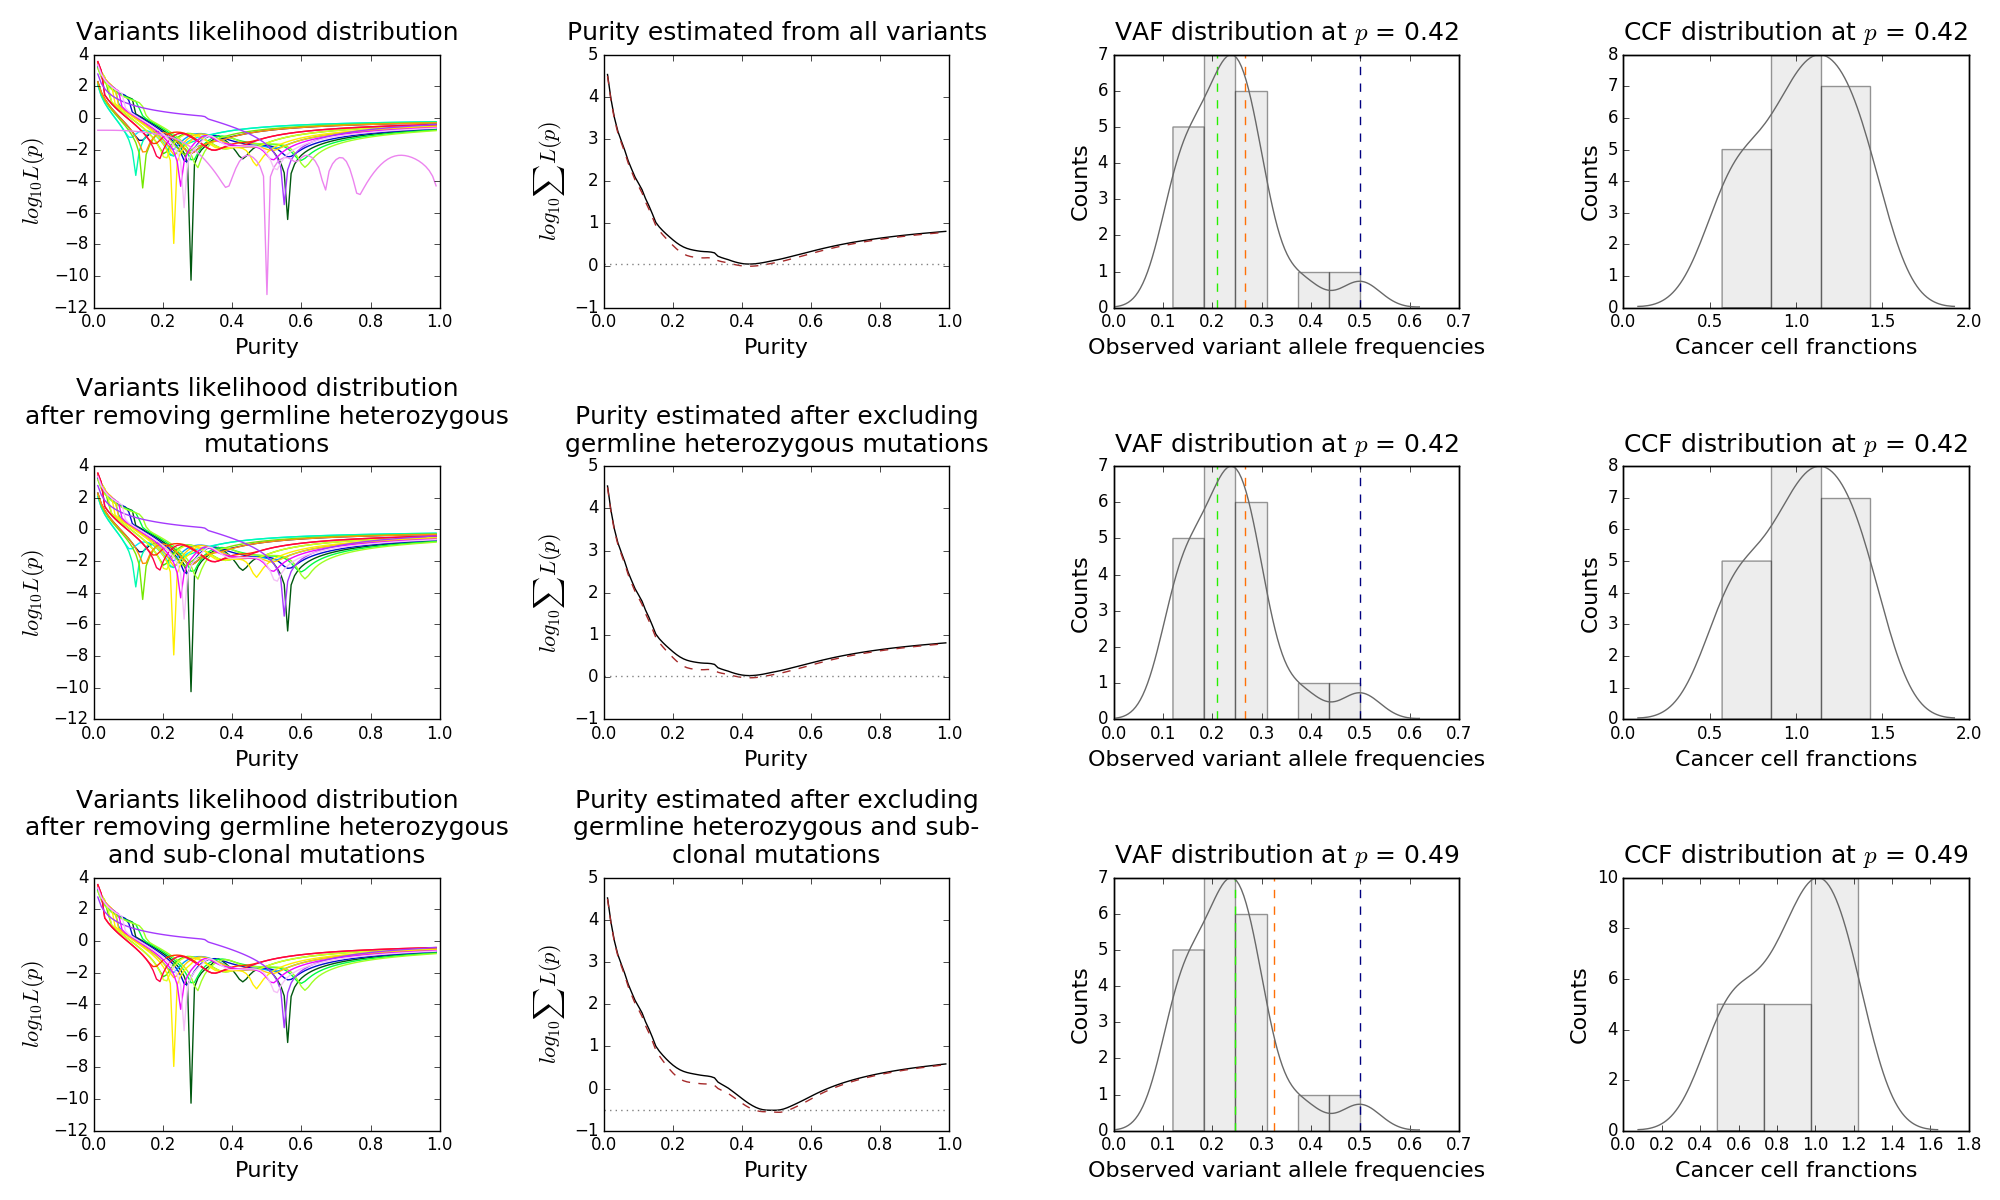 Variants likelihood distribution
4
2
0
−2
−4
−6
−8
−10
−12
log₁₀L(p)
0.0 0.2 0.4 0.6 0.8 1.0
Purity
Purity estimated from all variants
5
4
3
2
1
0
−1
log₁₀∑L(p)
0.0 0.2 0.4 0.6 0.8 1.0
Purity
VAF distribution at p = 0.42
7
6
5
4
3
2
1
0
Counts
0.0 0.1 0.2 0.3 0.4 0.5 0.6 0.7
Observed variant allele frequencies
CCF distribution at p = 0.42
8
7
6
5
4
3
2
1
0
Counts
0.0 0.5 1.0 1.5 2.0
Cancer cell franctions
Variants likelihood distribution
after removing germline heterozygous
mutations
4
2
0
−2
−4
−6
−8
−10
−12
log₁₀L(p)
0.0 0.2 0.4 0.6 0.8 1.0
Purity
Purity estimated after excluding
germline heterozygous mutations
5
4
3
2
1
0
−1
log₁₀∑L(p)
0.0 0.2 0.4 0.6 0.8 1.0
Purity
VAF distribution at p = 0.42
7
6
5
4
3
2
1
0
Counts
0.0 0.1 0.2 0.3 0.4 0.5 0.6 0.7
Observed variant allele frequencies
CCF distribution at p = 0.42
8
7
6
5
4
3
2
1
0
Counts
0.0 0.5 1.0 1.5 2.0
Cancer cell franctions
Variants likelihood distribution
after removing germline heterozygous
and sub-clonal mutations
4
2
0
−2
−4
−6
−8
−10
−12
log₁₀L(p)
0.0 0.2 0.4 0.6 0.8 1.0
Purity
Purity estimated after excluding
germline heterozygous and sub-
clonal mutations
5
4
3
2
1
0
−1
log₁₀∑L(p)
0.0 0.2 0.4 0.6 0.8 1.0
Purity
VAF distribution at p = 0.49
7
6
5
4
3
2
1
0
Counts
0.0 0.1 0.2 0.3 0.4 0.5 0.6 0.7
Observed variant allele frequencies
CCF distribution at p = 0.49
10
8
6
4
2
0
Counts
0.0 0.2 0.4 0.6 0.8 1.0 1.2 1.4 1.6 1.8
Cancer cell franctions